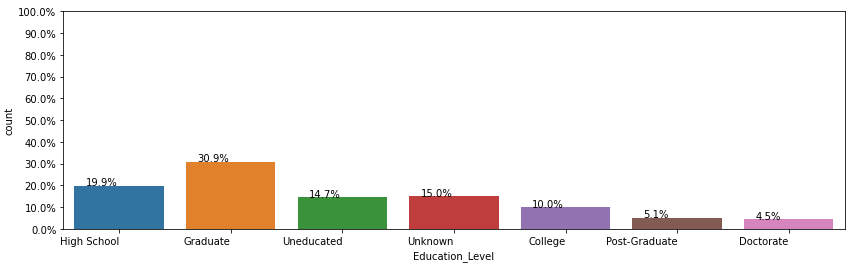 100.0%
90.0%
80.0%
70.0%
60.0%
50.0%
40.0%
30.0%
20.0%
10.0%
0.0%
count
19.9%
30.9%
14.7%
15.0%
10.0%
5.1%
4.5%
High School
Graduate
Uneducated
Unknown
College
Post-Graduate
Doctorate
Education_Level